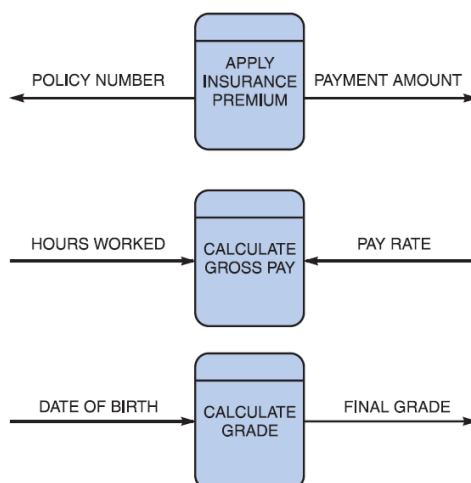 POLICY NUMBER
APPLY
INSURANCE
PREMIUM
PAYMENT AMOUNT
HOURS WORKED
CALCULATE
GROSS PAY
PAY RATE
DATE OF BIRTH
CALCULATE
GRADE
FINAL GRADE